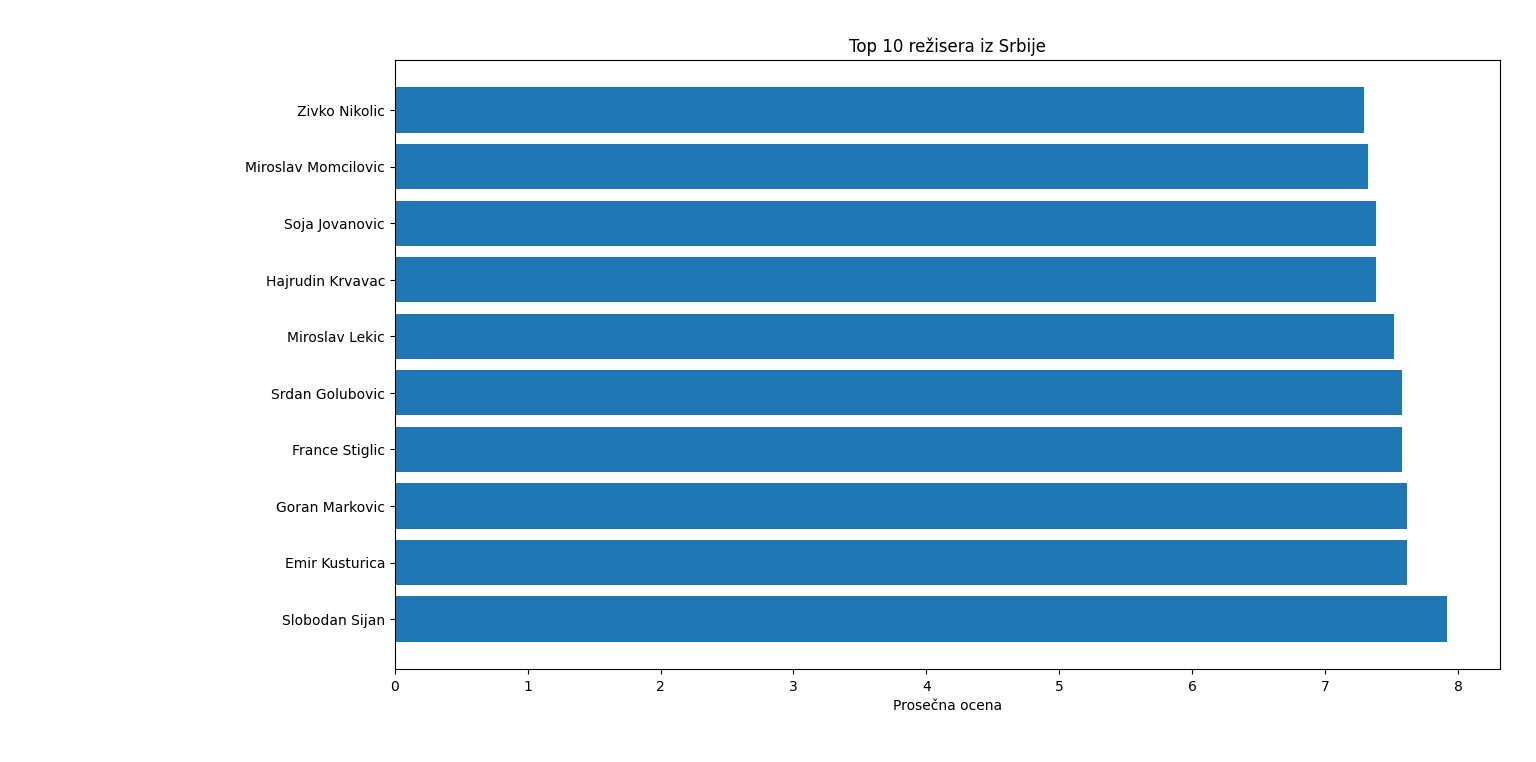 Top 10 režisera iz Srbije
Zivko Nikolic
Miroslav Momcilovic
Soja Jovanovic
Hajrudin Krvavac
Miroslav Lekic
Srdan Golubovic
France Stiglic
Goran Markovic
Emir Kusturica
Slobodan Sijan
0 1 2 3 4 5 6 7 8
Prosečna ocena